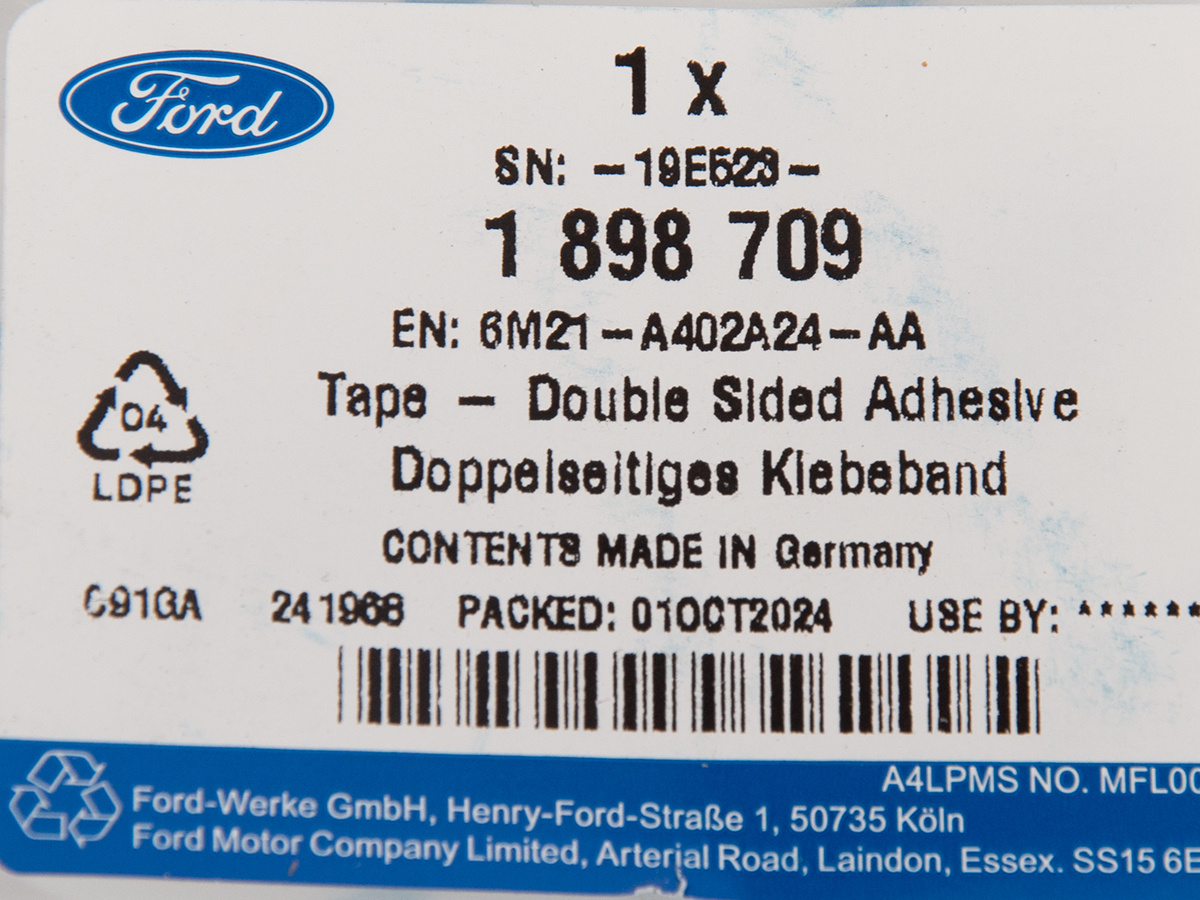 Ford
1 x
SN: -19E523-
1 898 709
EN: 6M21-A402A24-AA
Tape - Double Sided Adhesive
Doppelseitiges Klebeband
04
LDPE
CONTENTS MADE IN Germany
C91GA 241968 PACKED: 01OCT2024 USE BY: ******
A4LPMS NO. MFL00
Ford-Werke GmbH, Henry-Ford-Straße 1, 50735 Köln
Ford Motor Company Limited, Arterial Road, Laindon, Essex. SS15 6E